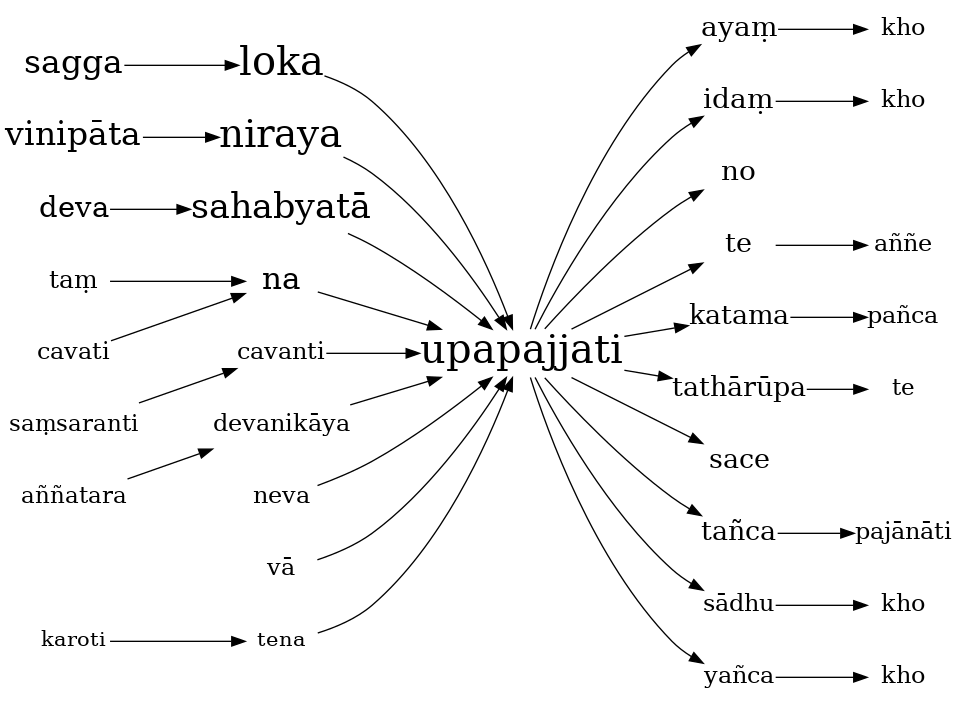 ayaṃ kho
sagga loka
idaṃ kho
vinipāta niraya
no
deva sahabyatā
te aññe
taṃ na
katama pañca
cavati cavanti upapajjati
tathārūpa te
saṃsaranti devanikāya
sace
aññatara neva
tañca pajānāti
vā
sādhu kho
karoti tena
yañca kho